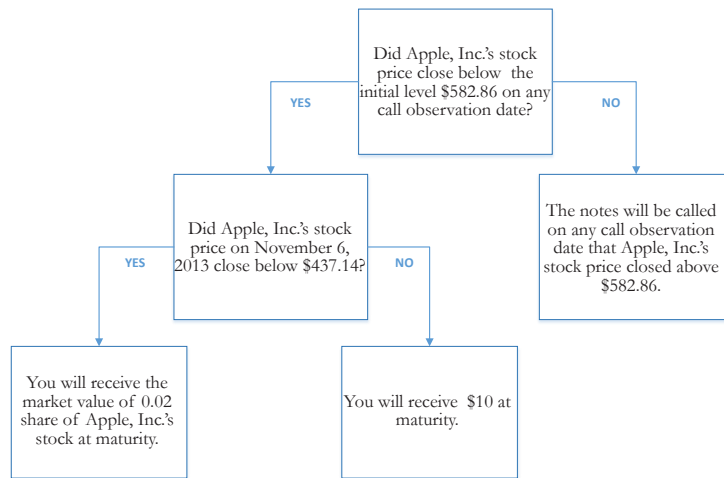 Did Apple, Inc.'s stock
price close below the
initial level $582.86 on any
call observation date?
YES
NO
Did Apple, Inc.'s stock
price on November 6,
2013 close below $437.14?
The notes will be called
on any call observation
date that Apple, Inc.'s
stock price closed above
$582.86.
YES
NO
You will receive the
market value of 0.02
share of Apple, Inc.'s
stock at maturity.
You will receive $10 at
maturity.